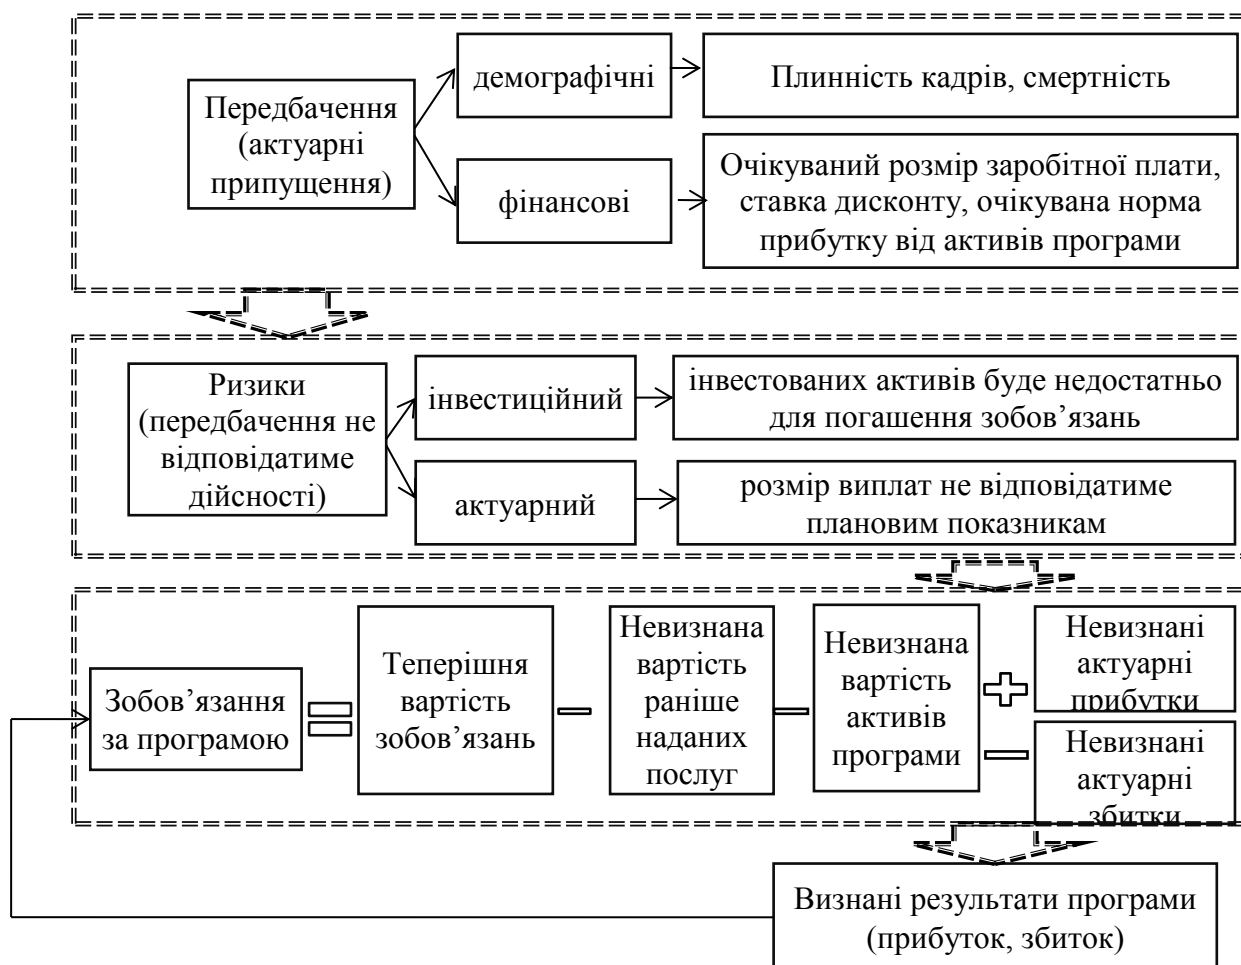 Передбачення
(актуарні
припущення)
демографічні
Плинність кадрів, смертність
фінансові
Очікуваний розмір заробітної плати,
ставка дисконту, очікувана норма
прибутку від активів програми
Ризики
(передбачення не
відповідатиме
дійсності)
інвестиційний
інвестованих активів буде недостатньо
для погашення зобов’язань
актуарний
розмір виплат не відповідатиме
плановим показникам
Зобов’язання
за програмою
=
Теперішня
вартість
зобов’язань
–
Невизнана
вартість
раніше
наданих
послуг
–
Невизнана
вартість
активів
програми
+
Невизнані
актуарні
прибутки
–
Невизнані
актуарні
збитки
Визнані результати програми
(прибуток, збиток)